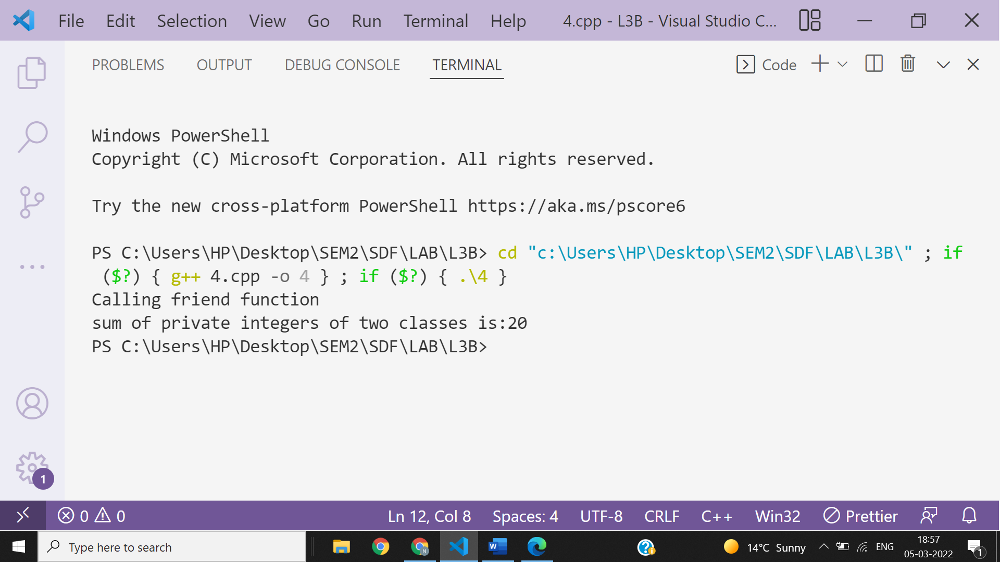 File Edit Selection View Go Run Terminal Help 4.cpp - L3B - Visual Studio C...
PROBLEMS OUTPUT DEBUG CONSOLE TERMINAL Code
Windows PowerShell
Copyright (C) Microsoft Corporation. All rights reserved.
Try the new cross-platform PowerShell https://aka.ms/pscore6
PS C:\Users\HP\Desktop\SEM2\SDF\LAB\L3B> cd "c:\Users\HP\Desktop\SEM2\SDF\LAB\L3B\" ; if
($?) { g++ 4.cpp -o 4 } ; if ($?) { .\4 }
Calling friend function
sum of private integers of two classes is:20
PS C:\Users\HP\Desktop\SEM2\SDF\LAB\L3B>
1
0 0 Ln 12, Col 8 Spaces: 4 UTF-8 CRLF C++ Win32 Prettier
Type here to search N W 14°C Sunny ENG 18:57
05-03-2022 1